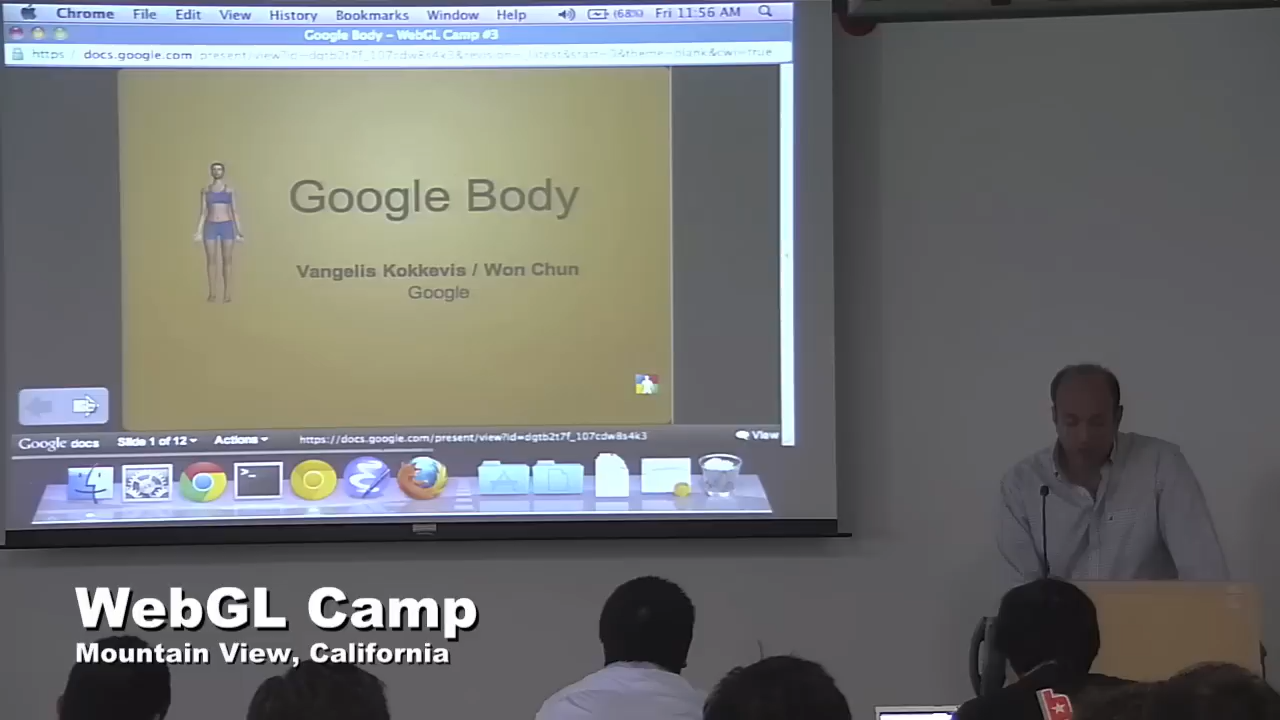 Chrome File Edit View History Bookmarks Window Help (68%) Fri 11:56 AM
Google Body – WebGL Camp #3
https docs.google.com
Google Body
Vangelis Kokkevis / Won Chun
Google
Google docs Slide 1 of 12 Actions https://docs.google.com/present/view?id=dgtb2t7f_107cdw8s4k3 View
WebGL Camp
Mountain View, California